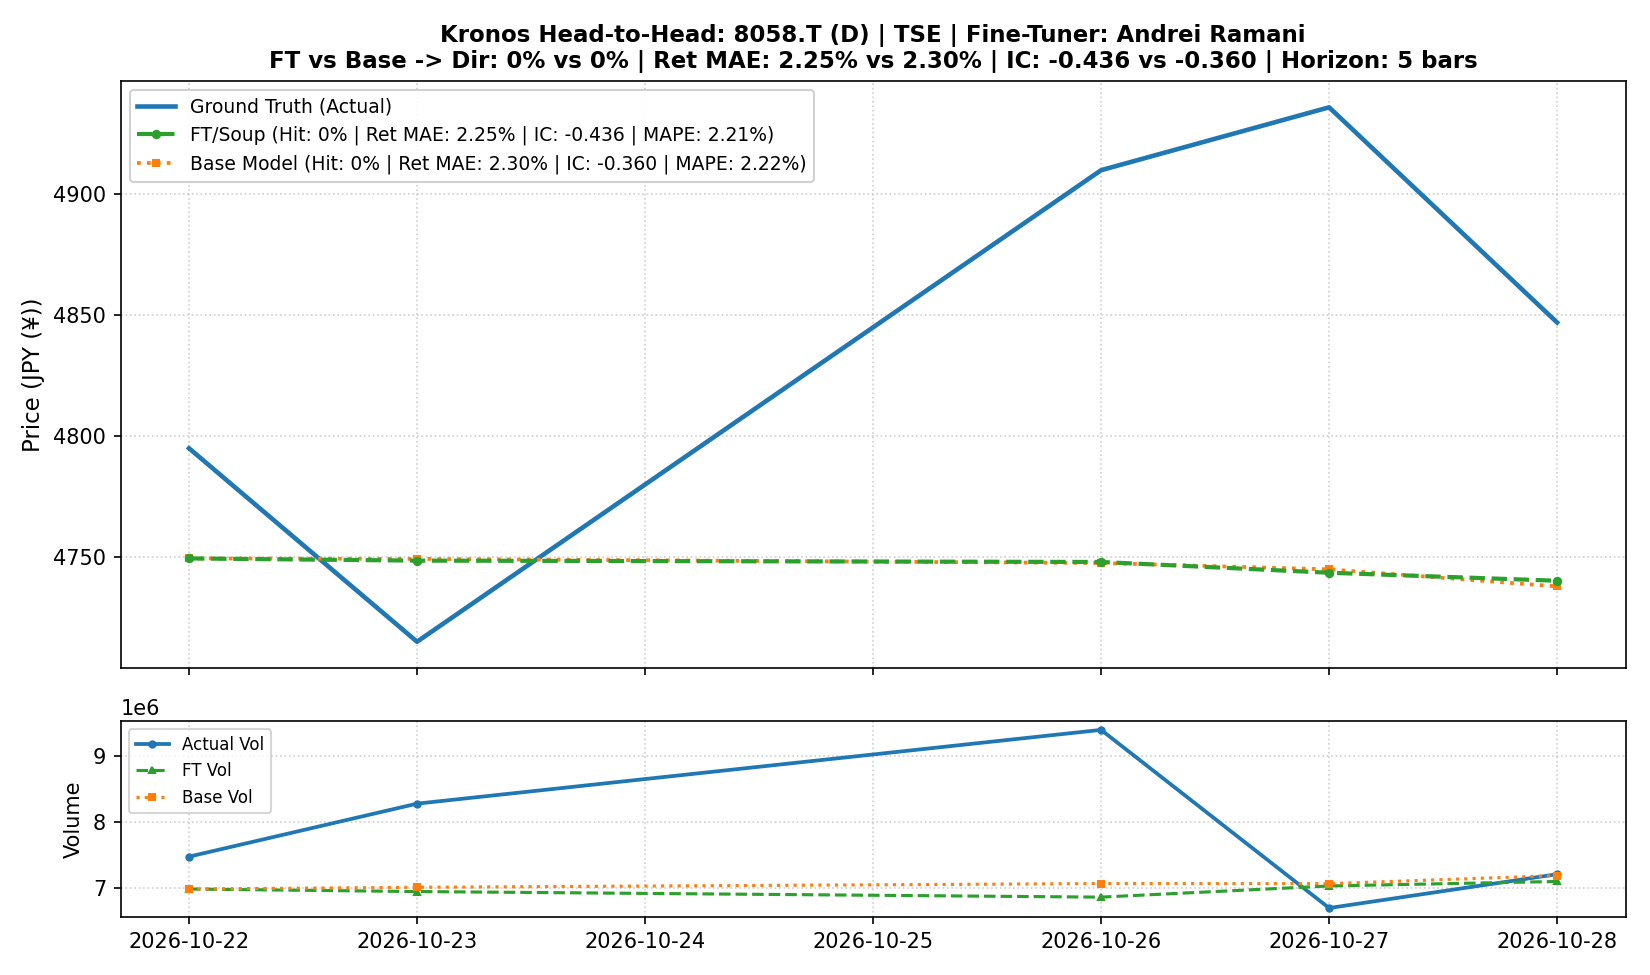 Kronos Head-to-Head: 8058.T (D) | TSE | Fine-Tuner: Andrei Ramani
FT vs Base -> Dir: 0% vs 0% | Ret MAE: 2.25% vs 2.30% | IC: -0.436 vs -0.360 | Horizon: 5 bars
Ground Truth (Actual)
FT/Soup (Hit: 0% | Ret MAE: 2.25% | IC: -0.436 | MAPE: 2.21%)
Base Model (Hit: 0% | Ret MAE: 2.30% | IC: -0.360 | MAPE: 2.22%)
Price (JPY (¥))
4900
4850
4800
4750
1e6
Actual Vol
FT Vol
Base Vol
Volume
9
8
7
2026-10-22
2026-10-23
2026-10-24
2026-10-25
2026-10-26
2026-10-27
2026-10-28